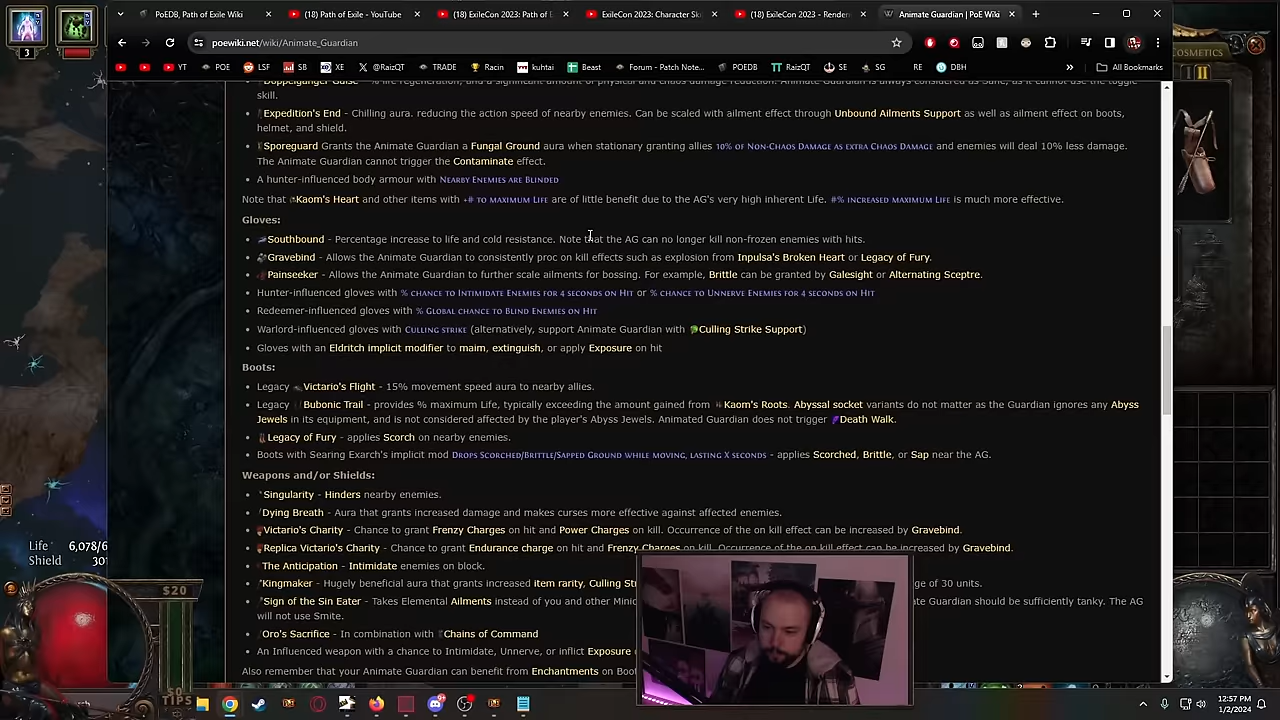 PoEDB, Path of Exile Wiki
(18) Path of Exile - YouTube
(18) ExileCon 2023: Path of E
ExileCon 2023: Character Ski
(18) ExileCon 2023 - Render
Animate Guardian | PoE Wiki
poewiki.net/wiki/Animate_Guardian
YT
POE
LSF
SB
XE
@RaizQT
TRADE
Racin
kuhtai
Beast
Forum - Patch Note...
POEDB
RaizQT
SE
SG
RE
DBH
All Bookmarks
3
COSMETICS
skill.
Expedition's End - Chilling aura. reducing the action speed of nearby enemies. Can be scaled with ailment effect through Unbound Ailments Support as well as ailment effect on boots,
helmet, and shield.
Sporeguard Grants the Animate Guardian a Fungal Ground aura when stationary granting allies 10% of Non-Chaos Damage as extra Chaos Damage and enemies will deal 10% less damage.
The Animate Guardian cannot trigger the Contaminate effect.
A hunter-influenced body armour with Nearby Enemies are Blinded
Note that Kaom's Heart and other items with +# to maximum Life are of little benefit due to the AG's very high inherent Life. #% increased maximum Life is much more effective.
Gloves:
Southbound - Percentage increase to life and cold resistance. Note that the AG can no longer kill non-frozen enemies with hits.
Gravebind - Allows the Animate Guardian to consistently proc on kill effects such as explosion from Inpulsa's Broken Heart or Legacy of Fury.
Painseeker - Allows the Animate Guardian to further scale ailments for bossing. For example, Brittle can be granted by Galesight or Alternating Sceptre.
Hunter-influenced gloves with % chance to Intimidate Enemies for 4 seconds on Hit or % chance to Unnerve Enemies for 4 seconds on Hit
Redeemer-influenced gloves with % Global chance to Blind Enemies on Hit
Warlord-influenced gloves with Culling strike (alternatively, support Animate Guardian with Culling Strike Support)
Gloves with an Eldritch implicit modifier to maim, extinguish, or apply Exposure on hit
Boots:
Legacy Victario's Flight - 15% movement speed aura to nearby allies.
Legacy Bubonic Trail - provides % maximum Life, typically exceeding the amount gained from Kaom's Roots. Abyssal socket variants do not matter as the Guardian ignores any Abyss
Jewels in its equipment, and is not considered affected by the player's Abyss Jewels. Animated Guardian does not trigger Death Walk.
Legacy of Fury - applies Scorch on nearby enemies.
Boots with Searing Exarch's implicit mod Drops Scorched/Brittle/Sapped Ground while moving, lasting X seconds - applies Scorched, Brittle, or Sap near the AG.
Weapons and/or Shields:
Singularity - Hinders nearby enemies.
Dying Breath - Aura that grants increased damage and makes curses more effective against affected enemies.
Victario's Charity - Chance to grant Frenzy Charges on hit and Power Charges on kill. Occurrence of the on kill effect can be increased by Gravebind.
Replica Victario's Charity - Chance to grant Endurance charge on hit and Frenzy Charges on kill. Occurrence of the on kill effect can be increased by Gravebind.
The Anticipation - Intimidate enemies on block.
Kingmaker - Hugely beneficial aura that grants increased item rarity, Culling Str ge of 30 units.
Sign of the Sin Eater - Takes Elemental Ailments instead of you and other Minio ate Guardian should be sufficiently tanky. The AG
will not use Smite.
Oro's Sacrifice - In combination with Chains of Command
An Influenced weapon with a chance to Intimidate, Unnerve, or inflict Exposure
Also remember that your Animate Guardian can benefit from Enchantments on Boot
Life 6,078/6
Shield 301
$20
50
TIPS
12:57 PM
1/2/2024